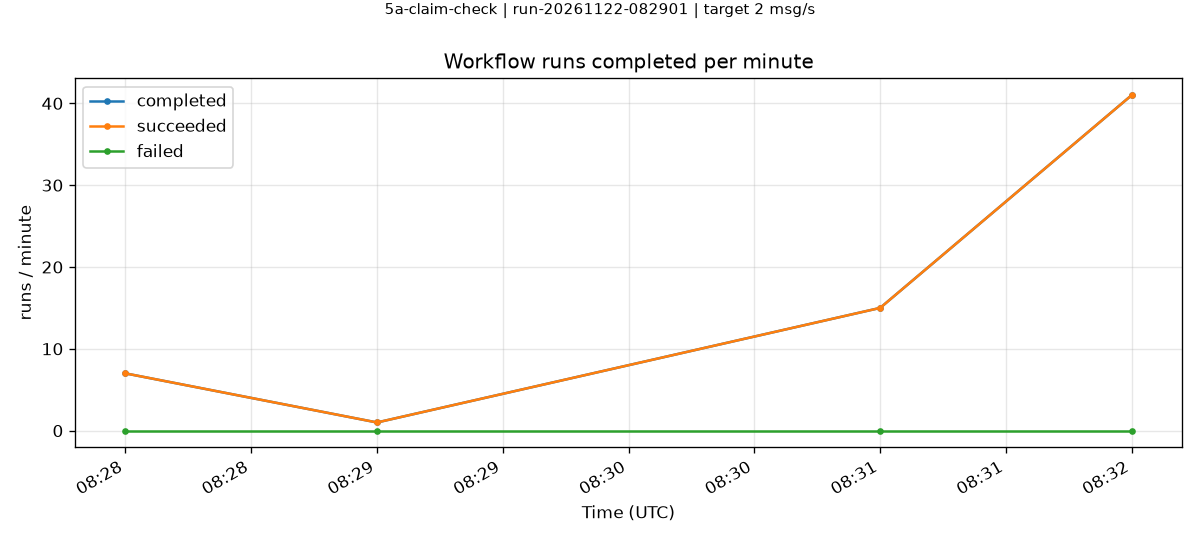 5a-claim-check | run-20261122-082901 | target 2 msg/s
Workflow runs completed per minute
completed
succeeded
failed
40
30
20
10
0
runs / minute
08:28
08:28
08:29
08:29
08:30
08:30
08:31
08:31
08:32
Time (UTC)